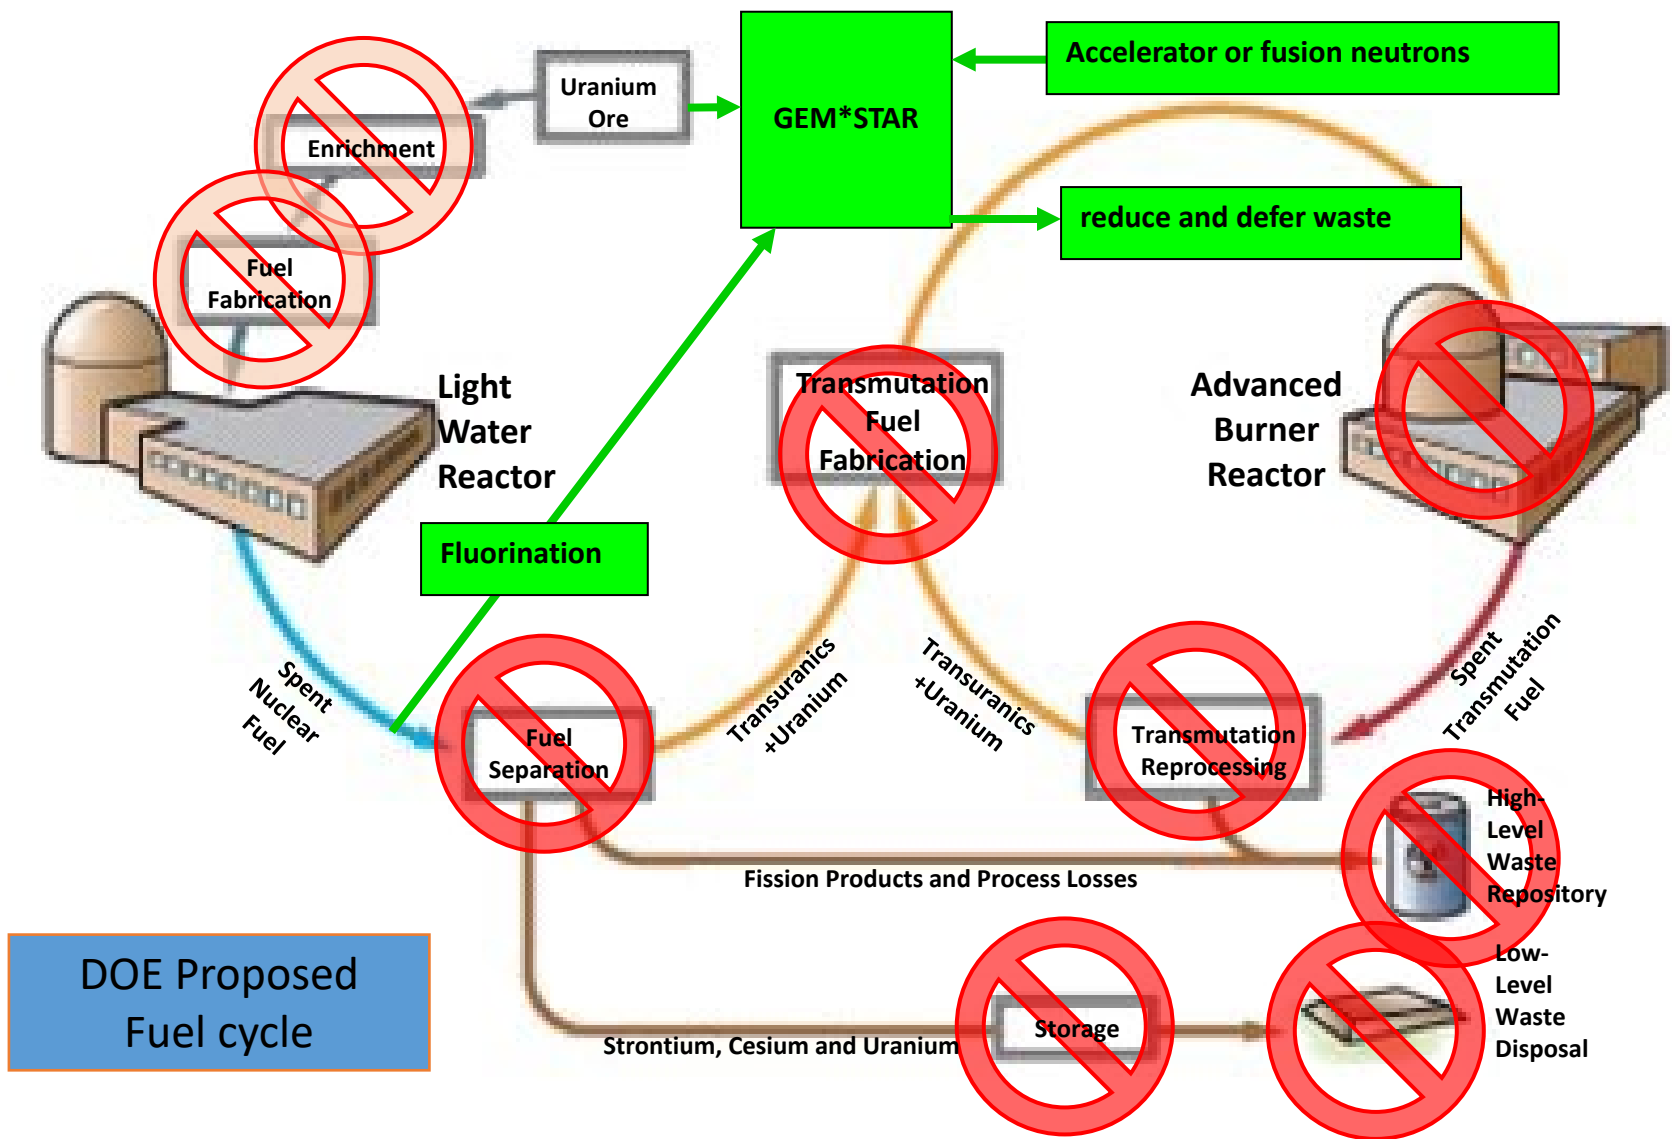 Accelerator or fusion neutrons
Uranium
Ore
GEM*STAR
Enrichment
reduce and defer waste
Fuel
Fabrication
Light
Water
Reactor
Transmutation
Fuel
Fabrication
Advanced
Burner
Reactor
Fluorination
Spent
Nuclear
Fuel
Transuranics
+Uranium
Transuranics
+Uranium
Spent
Transmutation
Fuel
Fuel
Separation
Transmutation
Reprocessing
High-
Level
Waste
Repository
Fission Products and Process Losses
DOE Proposed
Fuel cycle
Low-
Level
Waste
Disposal
Storage
Strontium, Cesium and Uranium